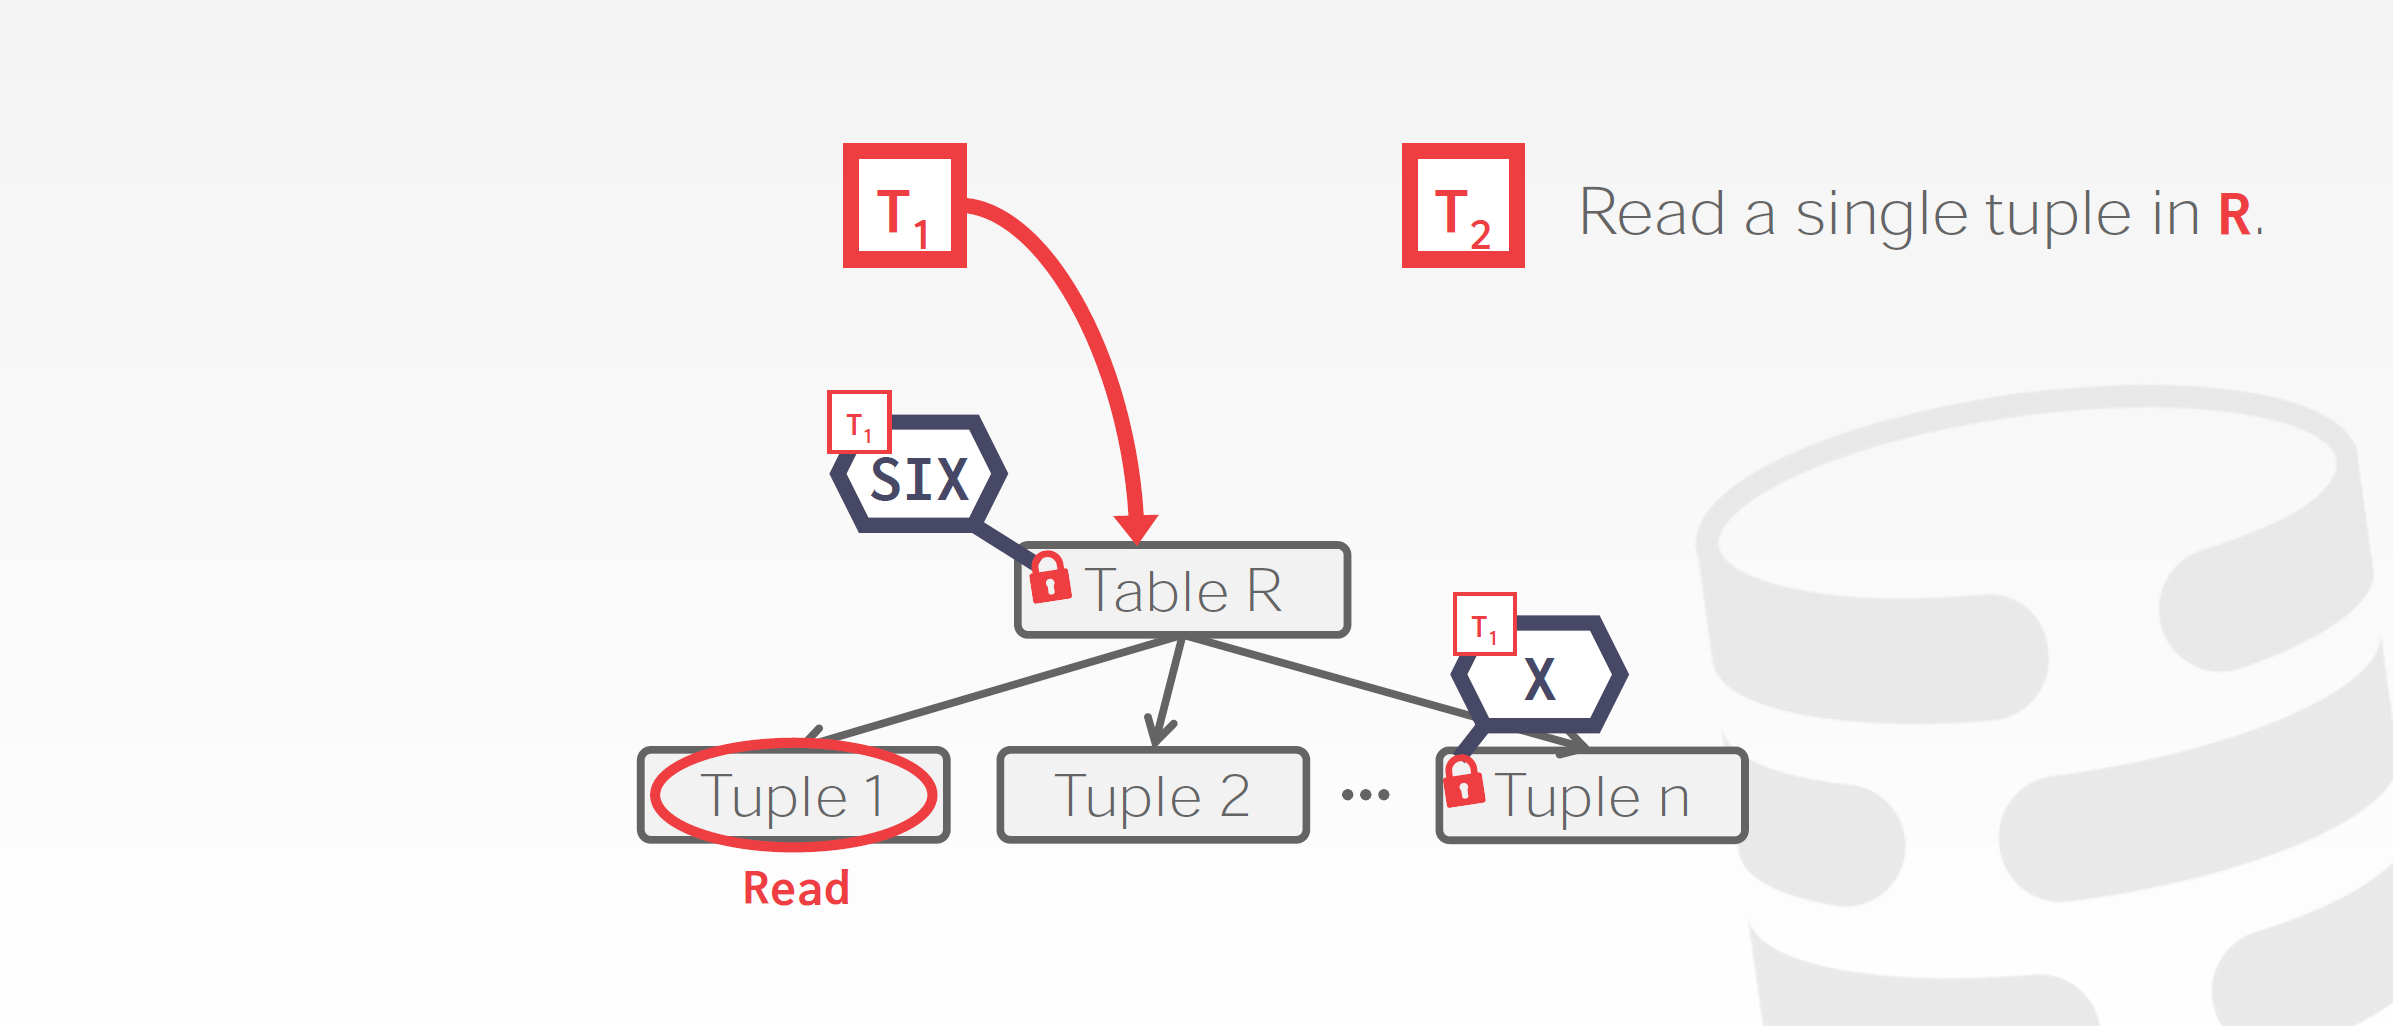 T1
T2 Read a single tuple in R.
T1
SIX
Table R
T1
X
Tuple 1
Tuple 2
...
Tuple n
Read